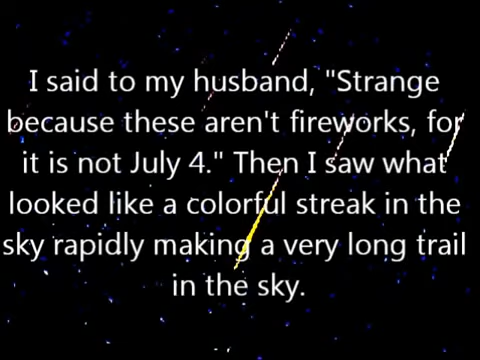 I said to my husband, "Strange
because these aren't fireworks, for
it is not July 4." Then I saw what
looked like a colorful streak in the
sky rapidly making a very long trail
in the sky.